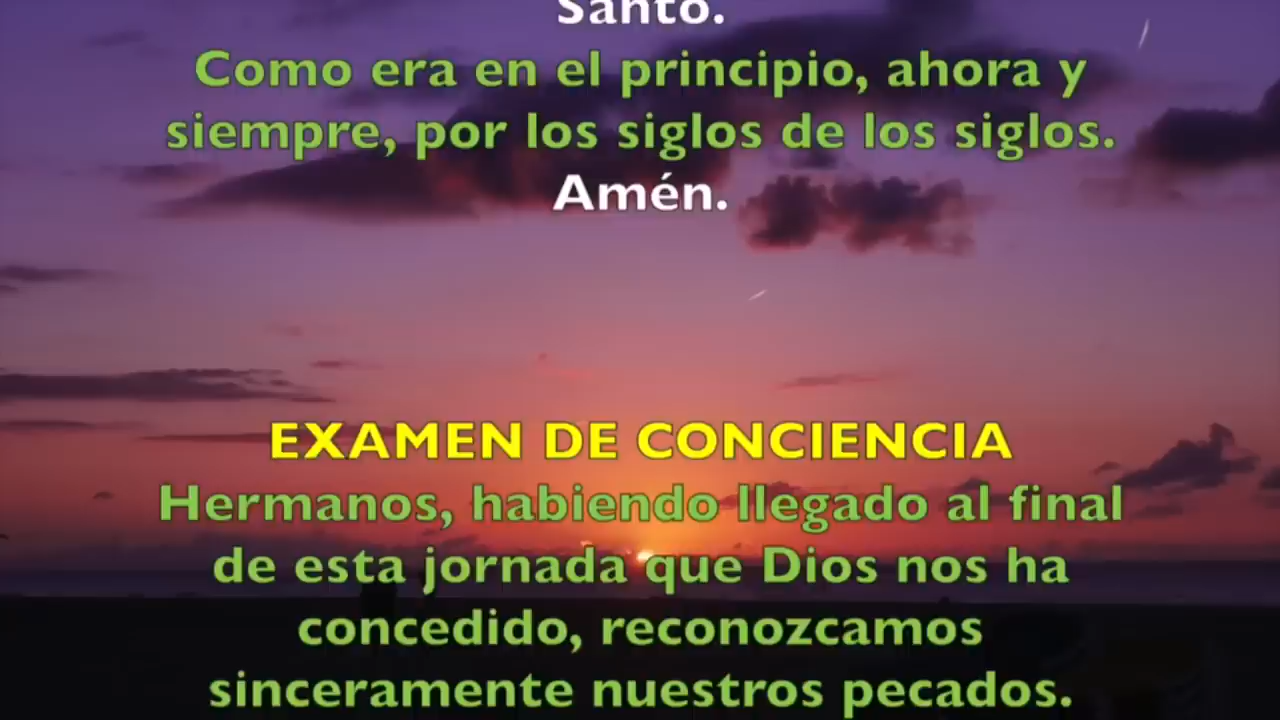 Santo.
Como era en el principio, ahora y
siempre, por los siglos de los siglos.
Amén.
EXAMEN DE CONCIENCIA
Hermanos, habiendo llegado al final
de esta jornada que Dios nos ha
concedido, reconozcamos
sinceramente nuestros pecados.